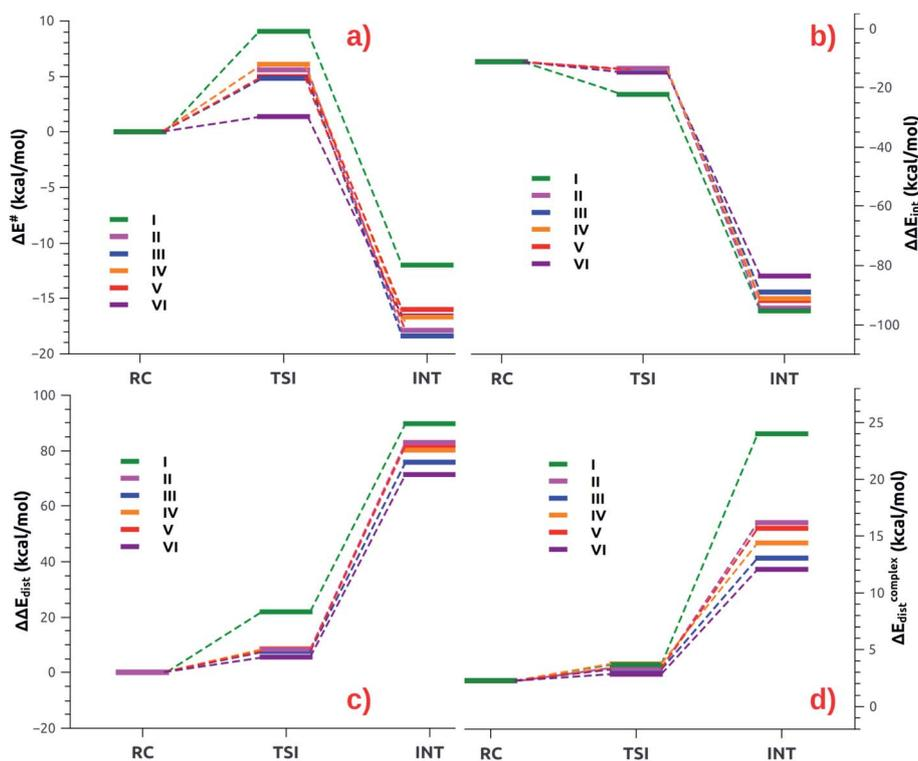 a)
10
5
0
−5
−10
−15
−20
ΔE# (kcal/mol)
I
II
III
IV
V
VI
RC TSI INT
b)
0
−20
−40
−60
−80
−100
ΔΔEint (kcal/mol)
I
II
III
IV
V
VI
RC TSI INT
c)
100
80
60
40
20
0
−20
ΔΔEdist (kcal/mol)
I
II
III
IV
V
VI
RC TSI INT
d)
25
20
15
10
5
0
ΔEdistcomplex (kcal/mol)
I
II
III
IV
V
VI
RC TSI INT